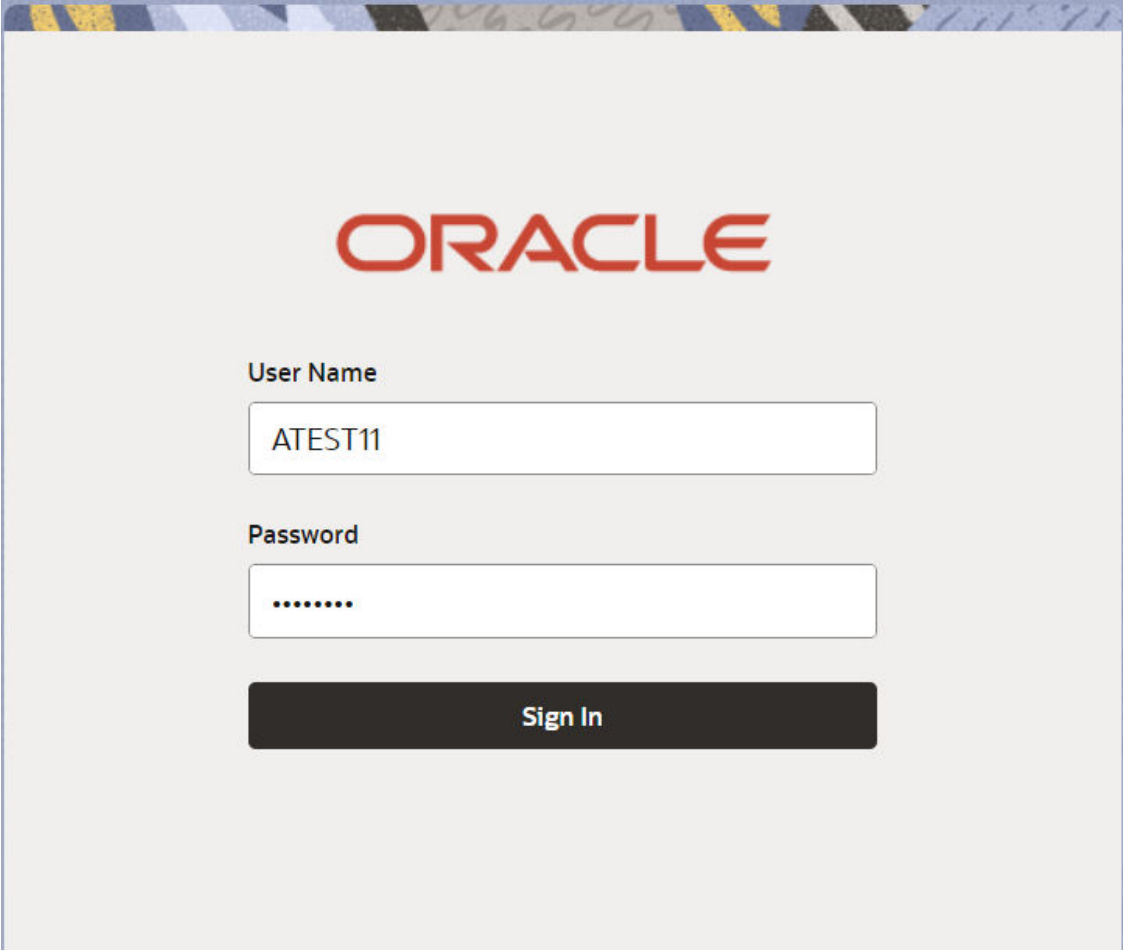 ORACLE
User Name
ATEST11
Password
••••••••
Sign In